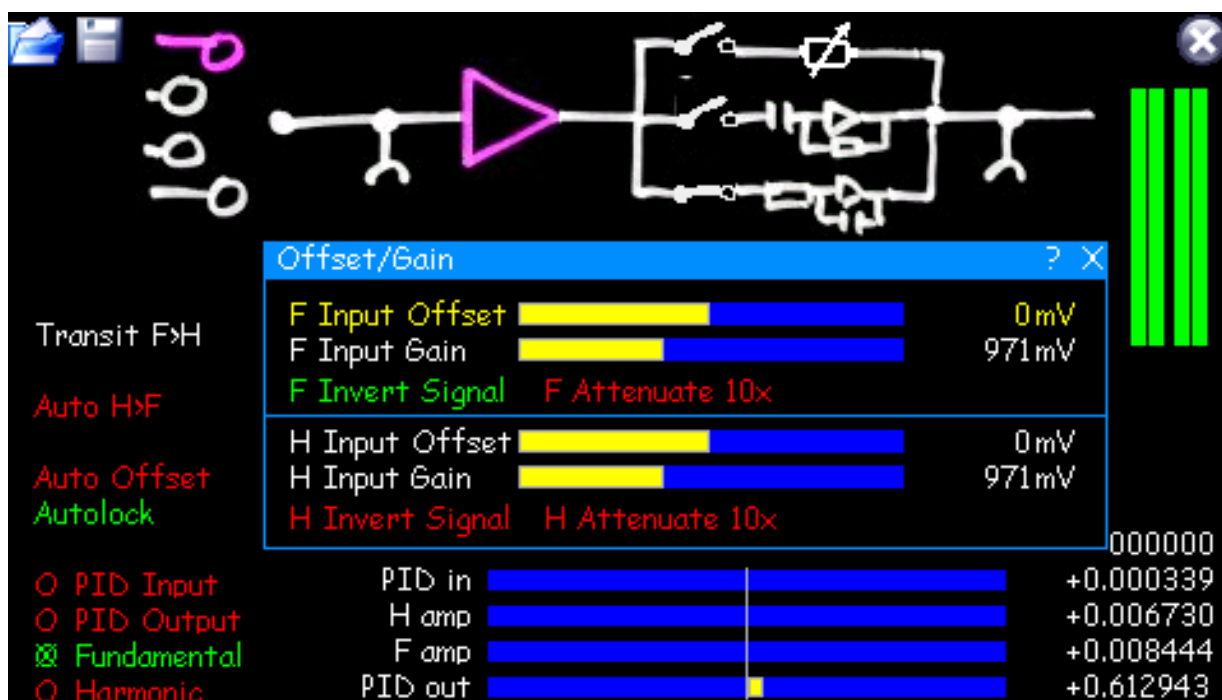 Offset/Gain ? X
F Input Offset 0mV
F Input Gain 971mV
F Invert Signal F Attenuate 10x
H Input Offset 0mV
H Input Gain 971mV
H Invert Signal H Attenuate 10x
Transit F>H
Auto H>F
Auto Offset
Autolock
000000
PID Input PID in +0.000339
PID Output H amp +0.006730
Fundamental F amp +0.008444
Harmonic PID out +0.612943